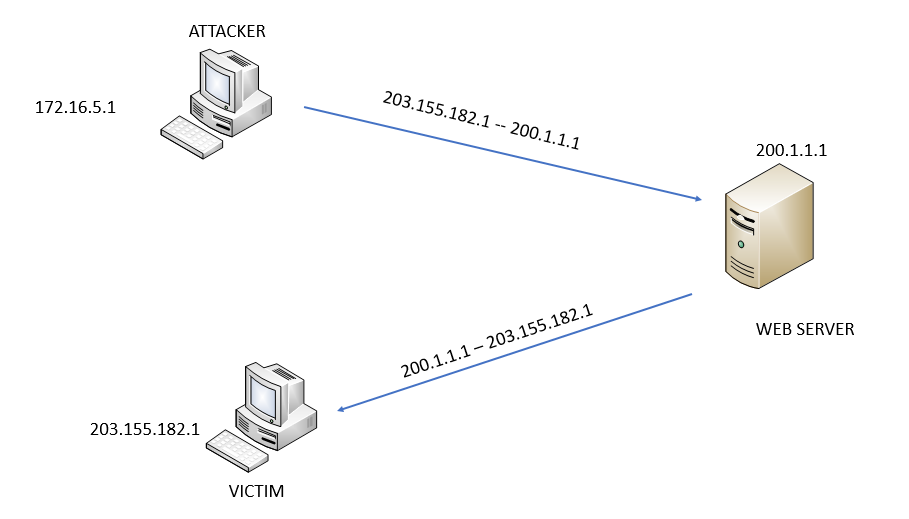 ATTACKER
172.16.5.1
203.155.182.1 -- 200.1.1.1
200.1.1.1
WEB SERVER
200.1.1.1 – 203.155.182.1
203.155.182.1
VICTIM